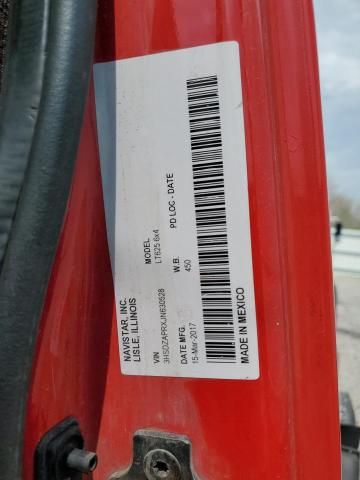 NAVISTAR, INC.
LISLE, ILLINOIS
VIN
3HSDZAPRXJN630528
MODEL
LT625 6x4
W.B.
450
DATE MFG.
15-Mar-2017
PD LOC - DATE
MADE IN MEXICO